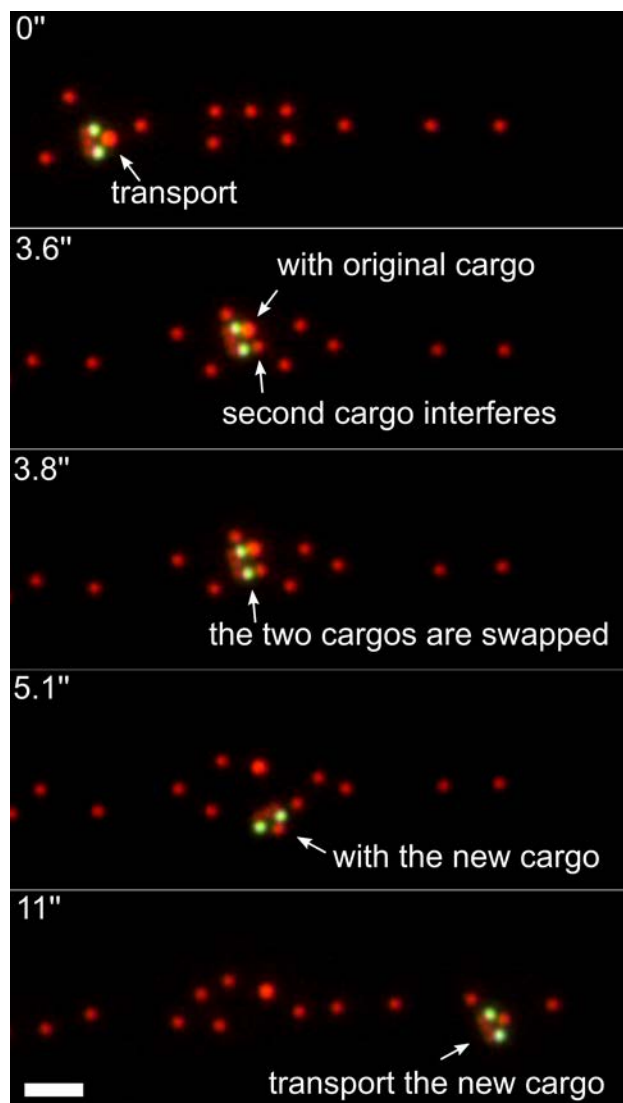 0"
transport
3.6"
with original cargo
second cargo interferes
3.8"
the two cargos are swapped
5.1"
with the new cargo
11"
transport the new cargo